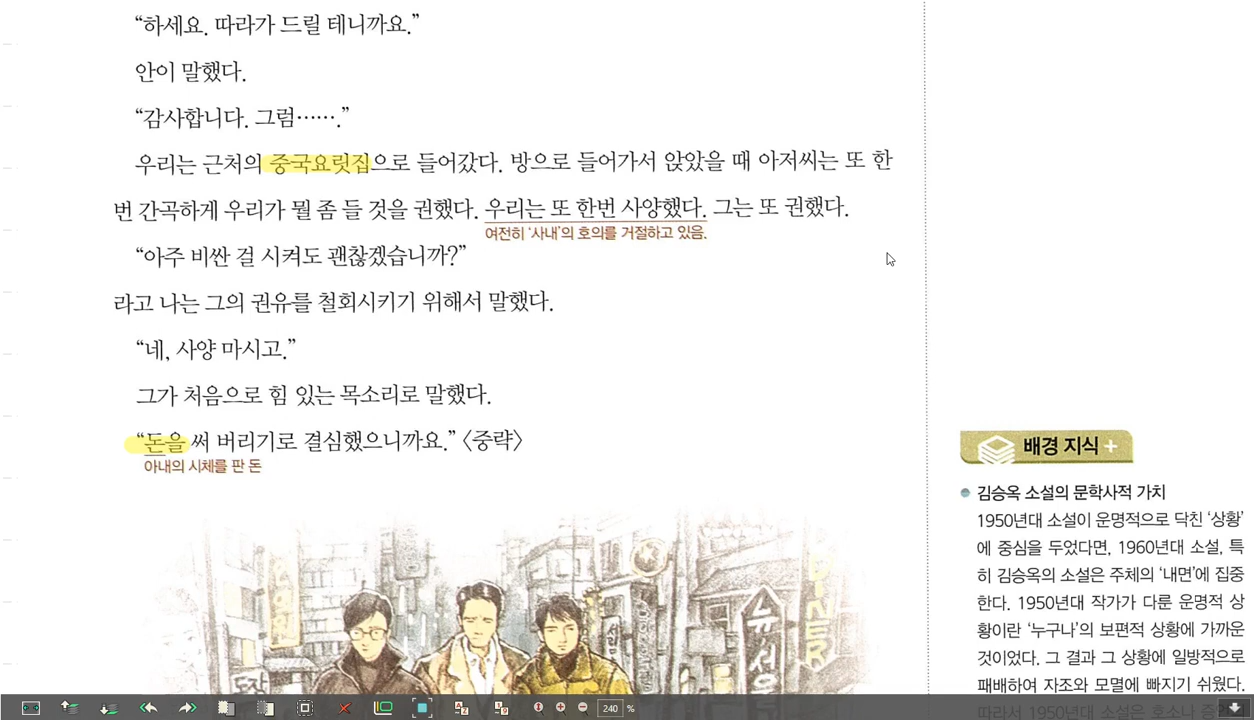 “하세요. 따라가 드릴 테니까요.”
안이 말했다.
“감사합니다. 그럼…….”
우리는 근처의 중국요릿집으로 들어갔다. 방으로 들어가서 앉았을 때 아저씨는 또 한
번 간곡하게 우리가 뭘 좀 들 것을 권했다. 우리는 또 한번 사양했다. 그는 또 권했다.
여전히 ‘사내’의 호의를 거절하고 있음.
“아주 비싼 걸 시켜도 괜찮겠습니까?”
라고 나는 그의 권유를 철회시키기 위해서 말했다.
“네, 사양 마시고.”
그가 처음으로 힘 있는 목소리로 말했다.
“돈을 써 버리기로 결심했으니까요.” 〈중략〉
아내의 시체를 판 돈
배경 지식+
김승옥 소설의 문학사적 가치
1950년대 소설이 운명적으로 닥친 ‘상황’
에 중심을 두었다면, 1960년대 소설, 특
히 김승옥의 소설은 주체의 ‘내면’에 집중
한다. 1950년대 작가가 다룬 운명적 상
황이란 ‘누구나’의 보편적 상황에 가까운
것이었다. 그 결과 그 상황에 일방적으로
패배하여 자조와 모멸에 빠지기 쉬웠다.
따라서 1950년대 소설은
뉴서울
240 %